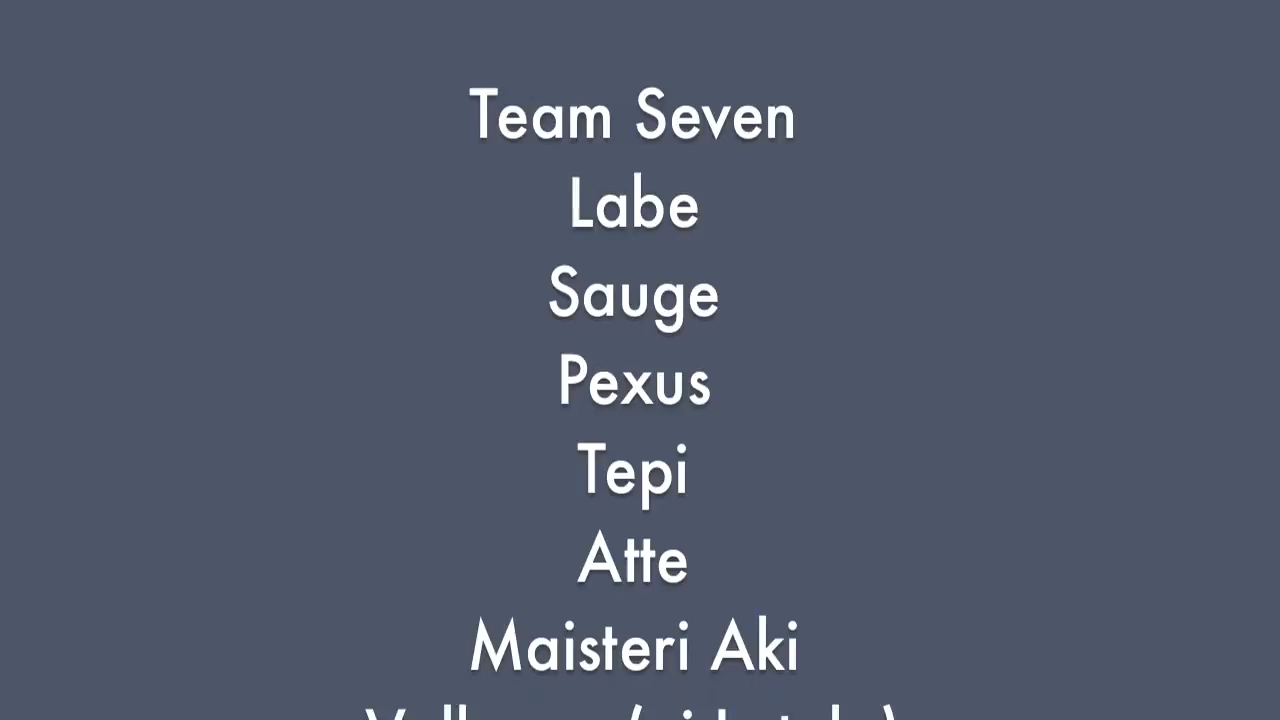 Team Seven
Labe
Sauge
Pexus
Tepi
Atte
Maisteri Aki